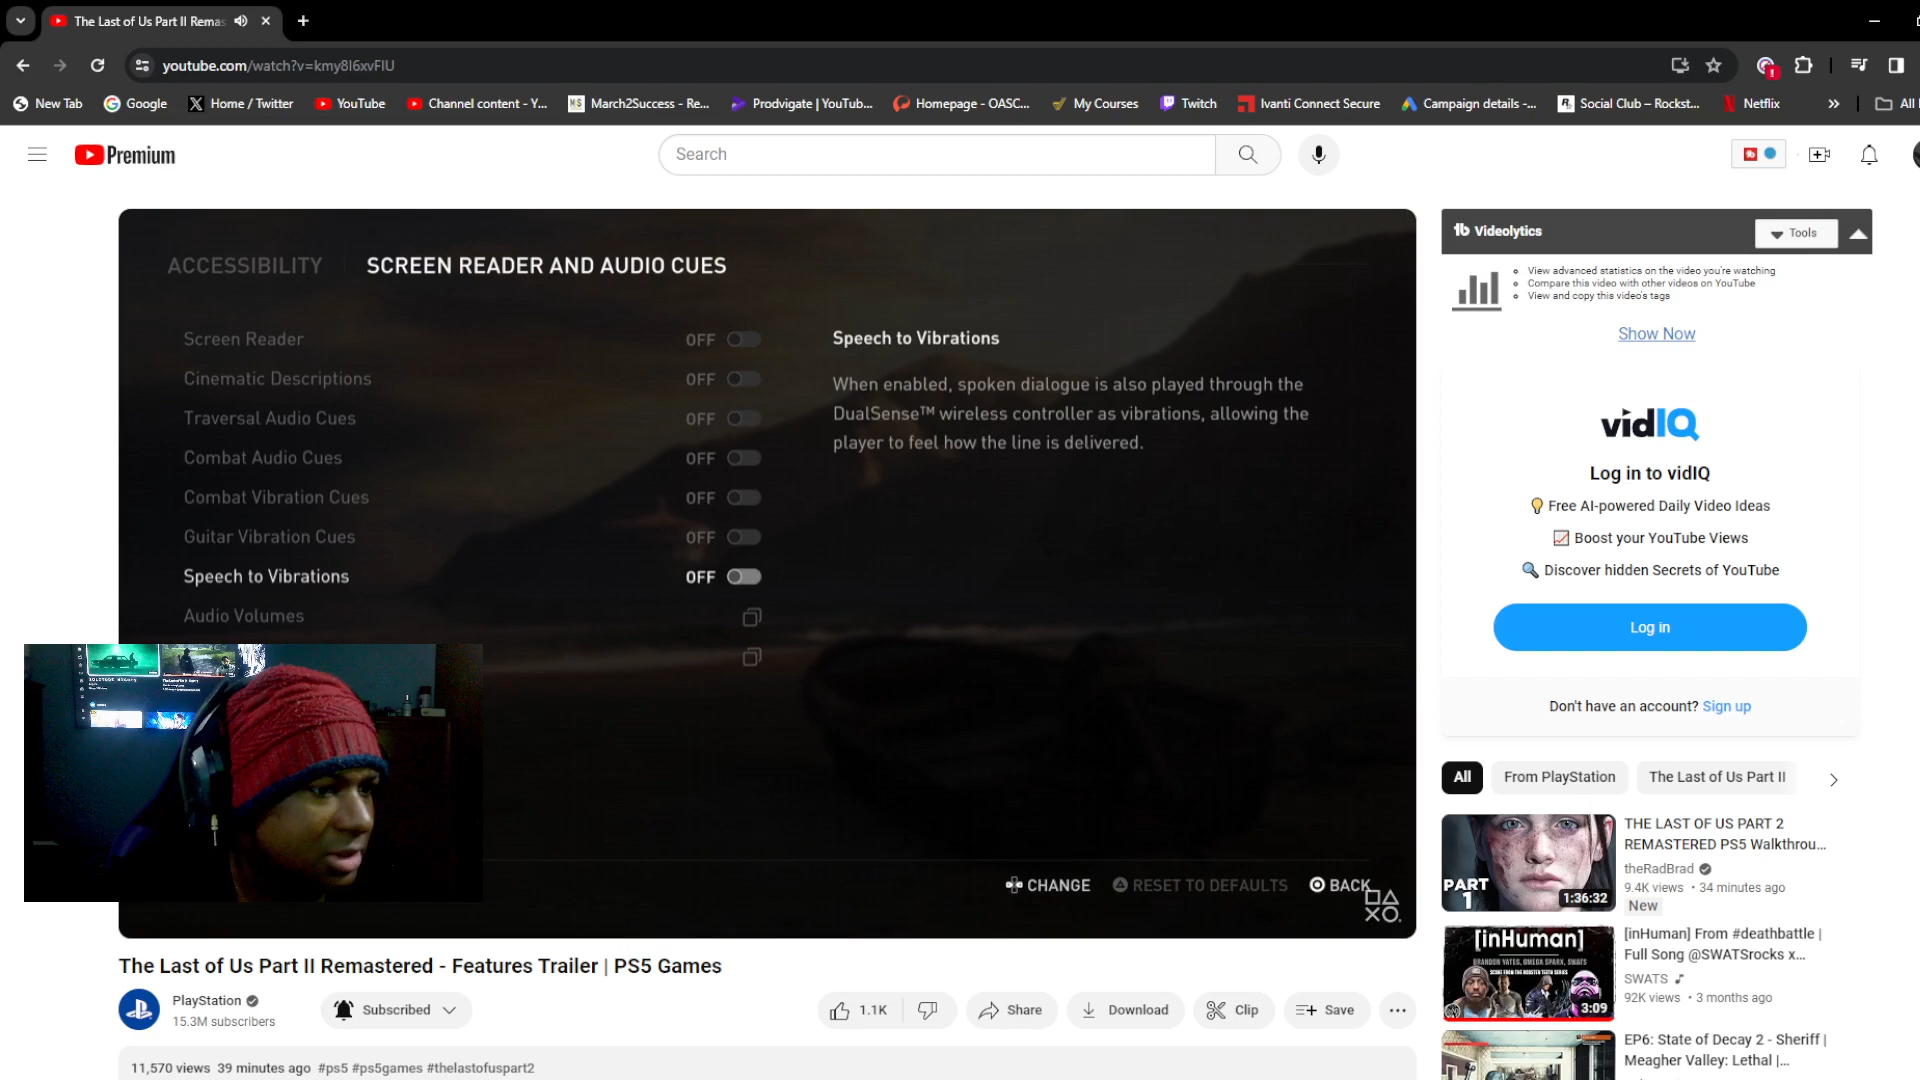 The Last of Us Part II Remas
youtube.com/watch?v=kmy8l6xvFlU
New Tab
Google
Home / Twitter
YouTube
Channel content - Y...
March2Success - Re...
Prodvigate | YouTub...
Homepage - OASC...
My Courses
Twitch
Ivanti Connect Secure
Campaign details -...
Social Club – Rockst...
Netflix
All
Premium
Search
ACCESSIBILITY
SCREEN READER AND AUDIO CUES
Screen Reader OFF
Cinematic Descriptions OFF
Traversal Audio Cues OFF
Combat Audio Cues OFF
Combat Vibration Cues OFF
Guitar Vibration Cues OFF
Speech to Vibrations OFF
Audio Volumes
Speech to Vibrations
When enabled, spoken dialogue is also played through the
DualSense™ wireless controller as vibrations, allowing the
player to feel how the line is delivered.
CHANGE
RESET TO DEFAULTS
BACK
The Last of Us Part II Remastered - Features Trailer | PS5 Games
PlayStation
15.3M subscribers
Subscribed
1.1K
Share
Download
Clip
Save
11,570 views 39 minutes ago #ps5 #ps5games #thelastofuspart2
Videolytics
Tools
View advanced statistics on the video you're watching
Compare this video with other videos on YouTube
View and copy this video's tags
Show Now
vidIQ
Log in to vidIQ
Free AI-powered Daily Video Ideas
Boost your YouTube Views
Discover hidden Secrets of YouTube
Log in
Don't have an account? Sign up
All
From PlayStation
The Last of Us Part II
PART
1
1:36:32
THE LAST OF US PART 2
REMASTERED PS5 Walkthrou...
theRadBrad
9.4K views • 34 minutes ago
New
[inHuman]
BRANDON YATES, OMEGA SPARX, SWATS
3:09
[inHuman] From #deathbattle |
Full Song @SWATSrocks x...
SWATS
92K views • 3 months ago
EP6: State of Decay 2 - Sheriff |
Meagher Valley: Lethal |...